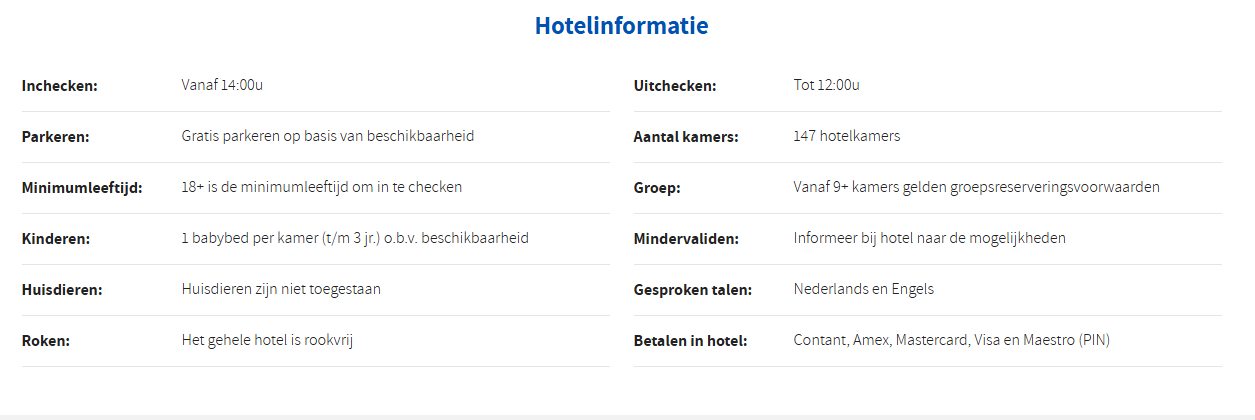 Hotelinformatie
Inchecken: Vanaf 14:00u
Uitchecken: Tot 12:00u
Parkeren: Gratis parkeren op basis van beschikbaarheid
Aantal kamers: 147 hotelkamers
Minimumleeftijd: 18+ is de minimumleeftijd om in te checken
Groep: Vanaf 9+ kamers gelden groepsreserveringsvoorwaarden
Kinderen: 1 babybed per kamer (t/m 3 jr.) o.b.v. beschikbaarheid
Mindervaliden: Informeer bij hotel naar de mogelijkheden
Huisdieren: Huisdieren zijn niet toegestaan
Gesproken talen: Nederlands en Engels
Roken: Het gehele hotel is rookvrij
Betalen in hotel: Contant, Amex, Mastercard, Visa en Maestro (PIN)